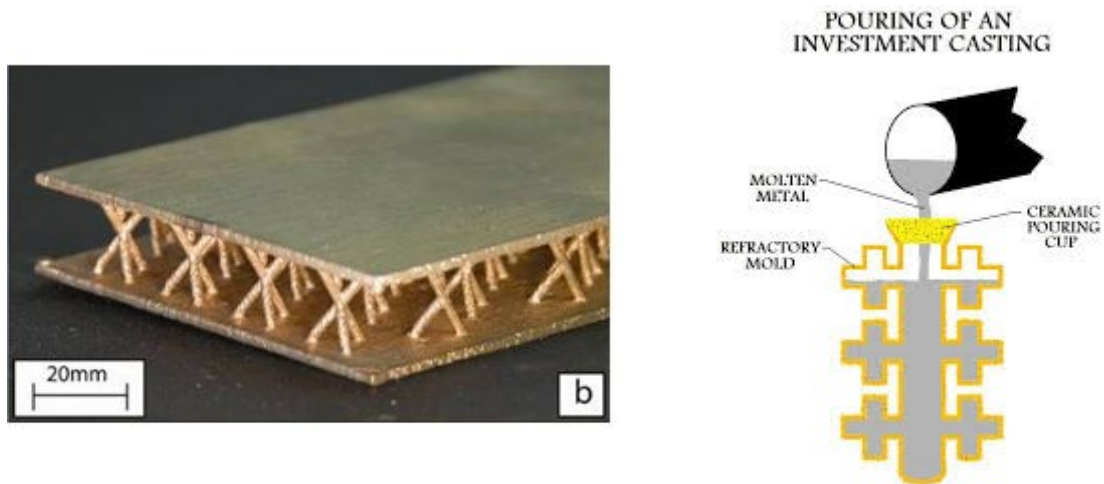 20mm
b
POURING OF AN
INVESTMENT CASTING
MOLTEN
METAL
CERAMIC
POURING
CUP
REFRACTORY
MOLD